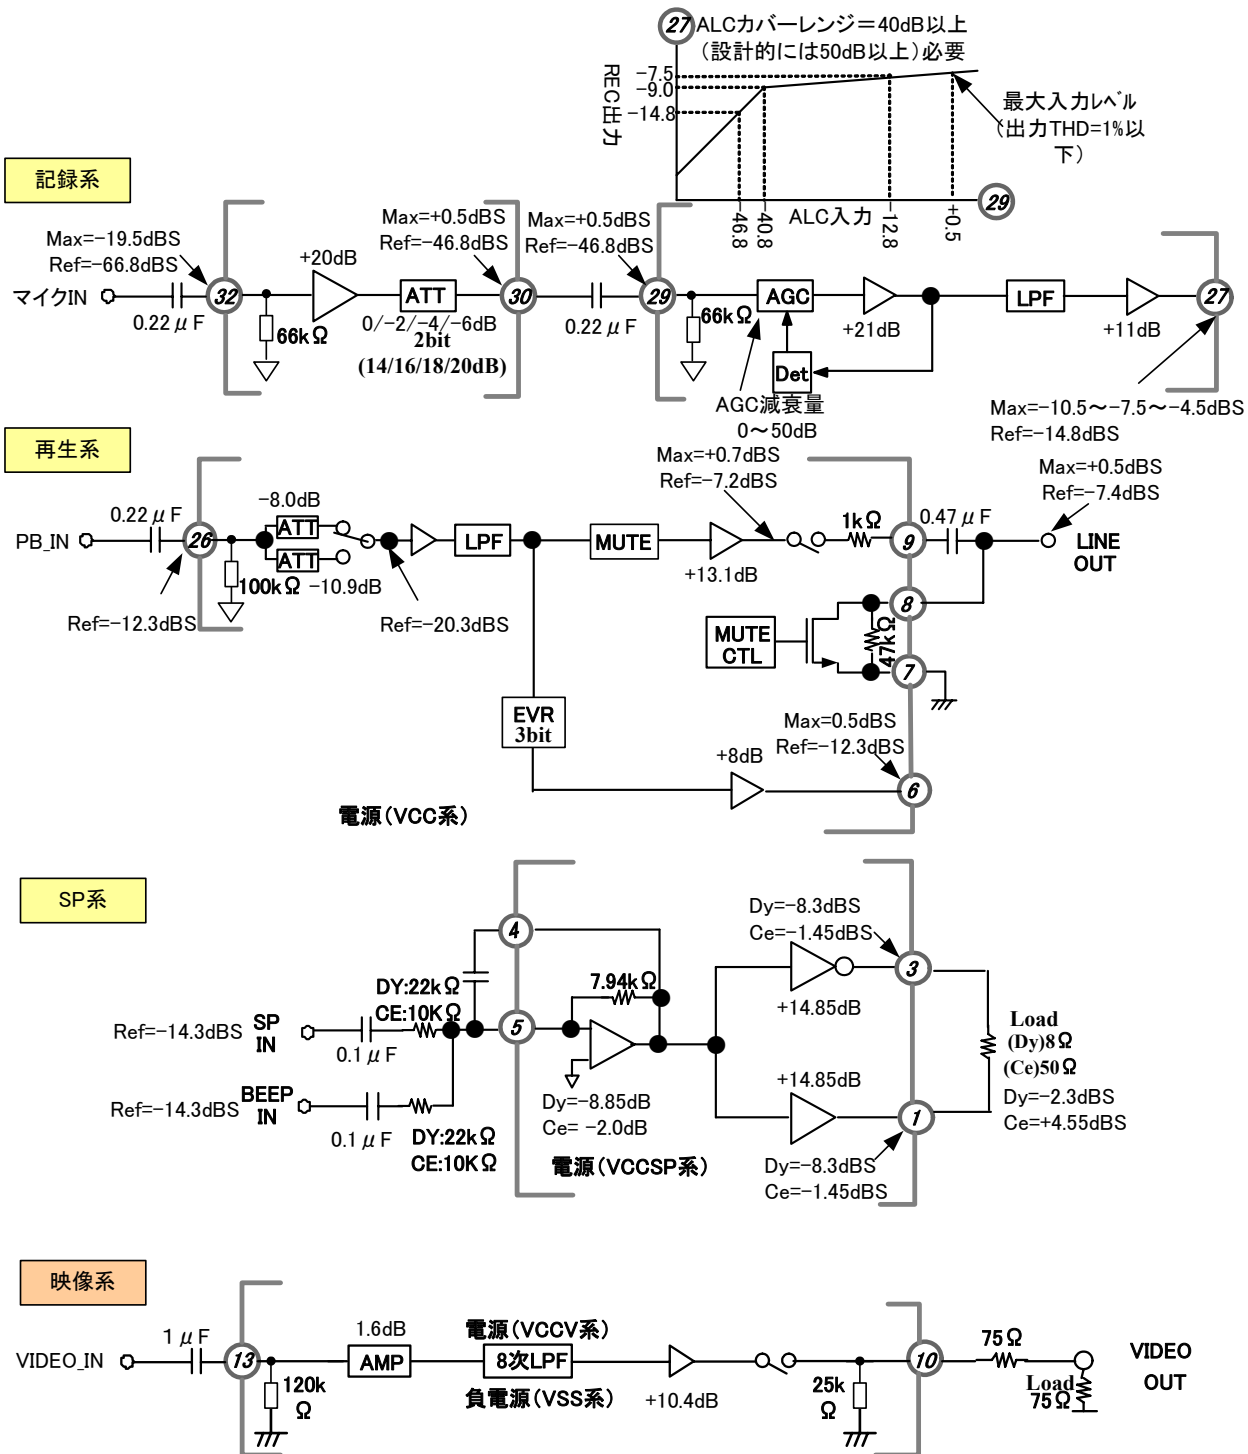 27
ALCカバーレンジ=40dB以上
(設計的には50dB以上)必要
REC出力
−7.5
−9.0
−14.8
最大入力レベル
(出力THD=1%以
下)
ALC入力
−46.8
−40.8
−12.8
+0.5
29
記録系
Max=−19.5dBS
Ref=−66.8dBS
マイクIN
0.22μF
32
66kΩ
+20dB
ATT
0/−2/−4/−6dB
2bit
(14/16/18/20dB)
Max=+0.5dBS
Ref=−46.8dBS
30
0.22μF
Max=+0.5dBS
Ref=−46.8dBS
29
66kΩ
AGC
+21dB
Det
AGC減衰量
0～50dB
LPF
+11dB
27
Max=−10.5～−7.5～−4.5dBS
Ref=−14.8dBS
再生系
PB_IN
0.22μF
26
Ref=−12.3dBS
100kΩ
−8.0dB
ATT
ATT
−10.9dB
Ref=−20.3dBS
LPF
MUTE
+13.1dB
Max=+0.7dBS
Ref=−7.2dBS
1kΩ
9
0.47μF
Max=+0.5dBS
Ref=−7.4dBS
LINE
OUT
8
MUTE
CTL
47kΩ
7
EVR
3bit
+8dB
Max=0.5dBS
Ref=−12.3dBS
6
電源(VCC系)
SP系
4
DY:22kΩ
CE:10KΩ
7.94kΩ
Ref=−14.3dBS
SP
IN
0.1μF
5
Ref=−14.3dBS
BEEP
IN
0.1μF
DY:22kΩ
CE:10KΩ
Dy=−8.85dB
Ce= −2.0dB
電源(VCCSP系)
Dy=−8.3dBS
Ce=−1.45dBS
3
+14.85dB
+14.85dB
1
Dy=−8.3dBS
Ce=−1.45dBS
Load
(Dy)8Ω
(Ce)50Ω
Dy=−2.3dBS
Ce=+4.55dBS
映像系
VIDEO_IN
1μF
13
120k
Ω
1.6dB
AMP
電源(VCCV系)
8次LPF
負電源(VSS系)
+10.4dB
25k
Ω
10
75Ω
Load
75Ω
VIDEO
OUT